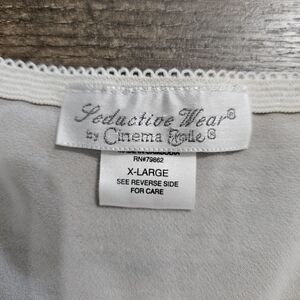 Seductive Wear®
by Cinema Etoile®
RN#79862
X-LARGE
SEE REVERSE SIDE
FOR CARE